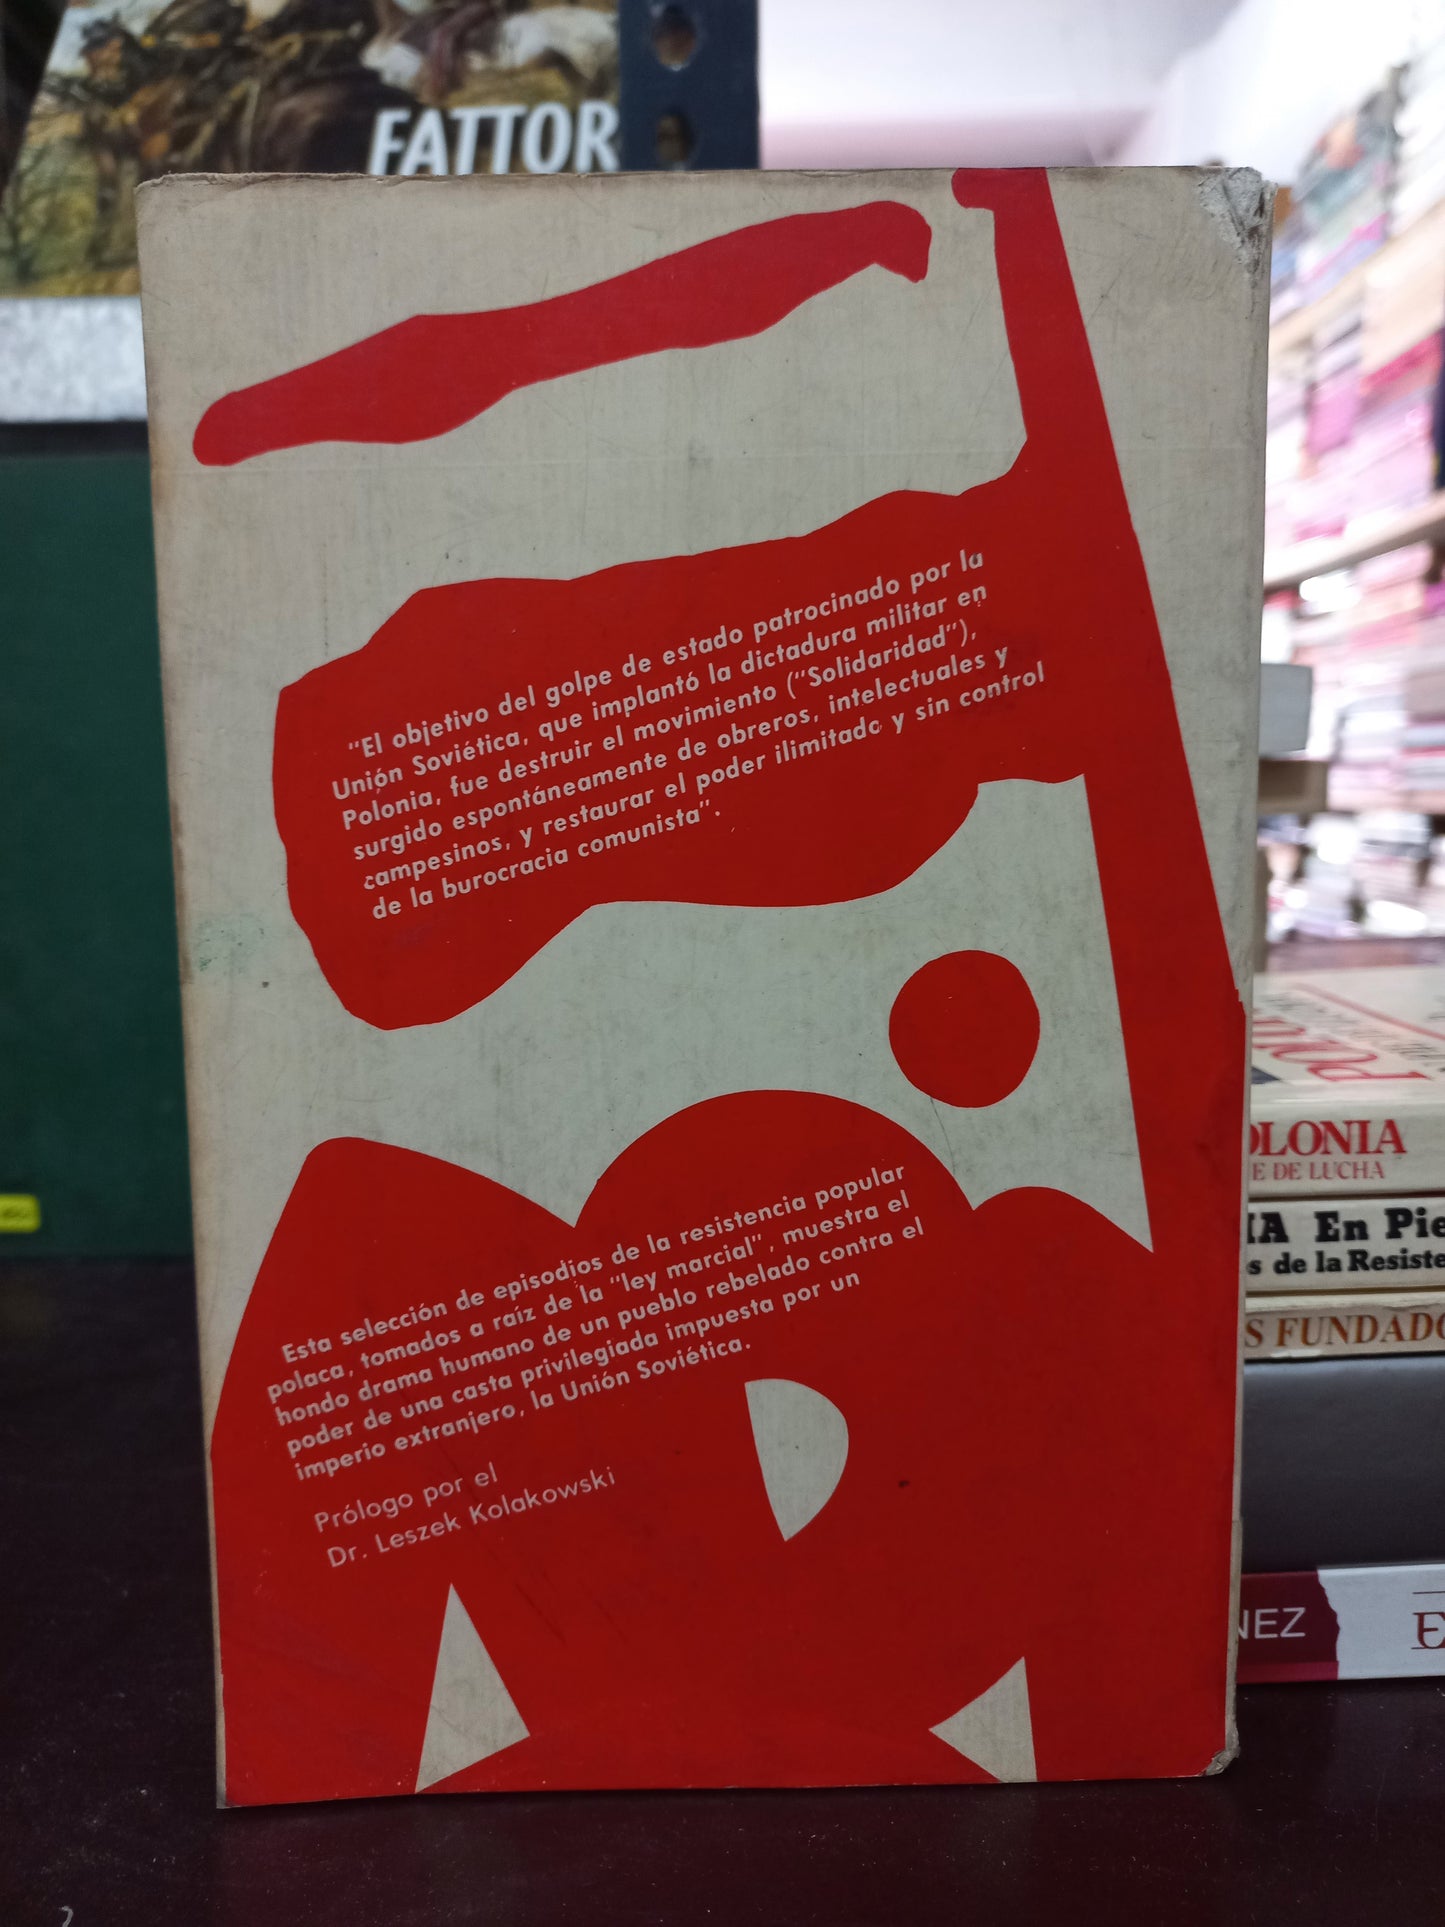 FATTOR
"El objetivo del golpe de estado patrocinado por la
Unión Soviética, que implantó la dictadura militar en
Polonia, fue destruir el movimiento ("Solidaridad"),
surgido espontáneamente de obreros, intelectuales y
campesinos, y restaurar el poder ilimitado y sin control
de la burocracia comunista".
Esta selección de episodios de la resistencia popular
polaca, tomados a raíz de la "ley marcial", muestra el
hondo drama humano de un pueblo rebelado contra el
poder de una casta privilegiada impuesta por un
imperio extranjero, la Unión Soviética.
Prólogo por el
Dr. Leszek Kolakowski
OLONIA
E DE LUCHA
IA En Pie
s de la Resiste
S FUNDADO
NEZ